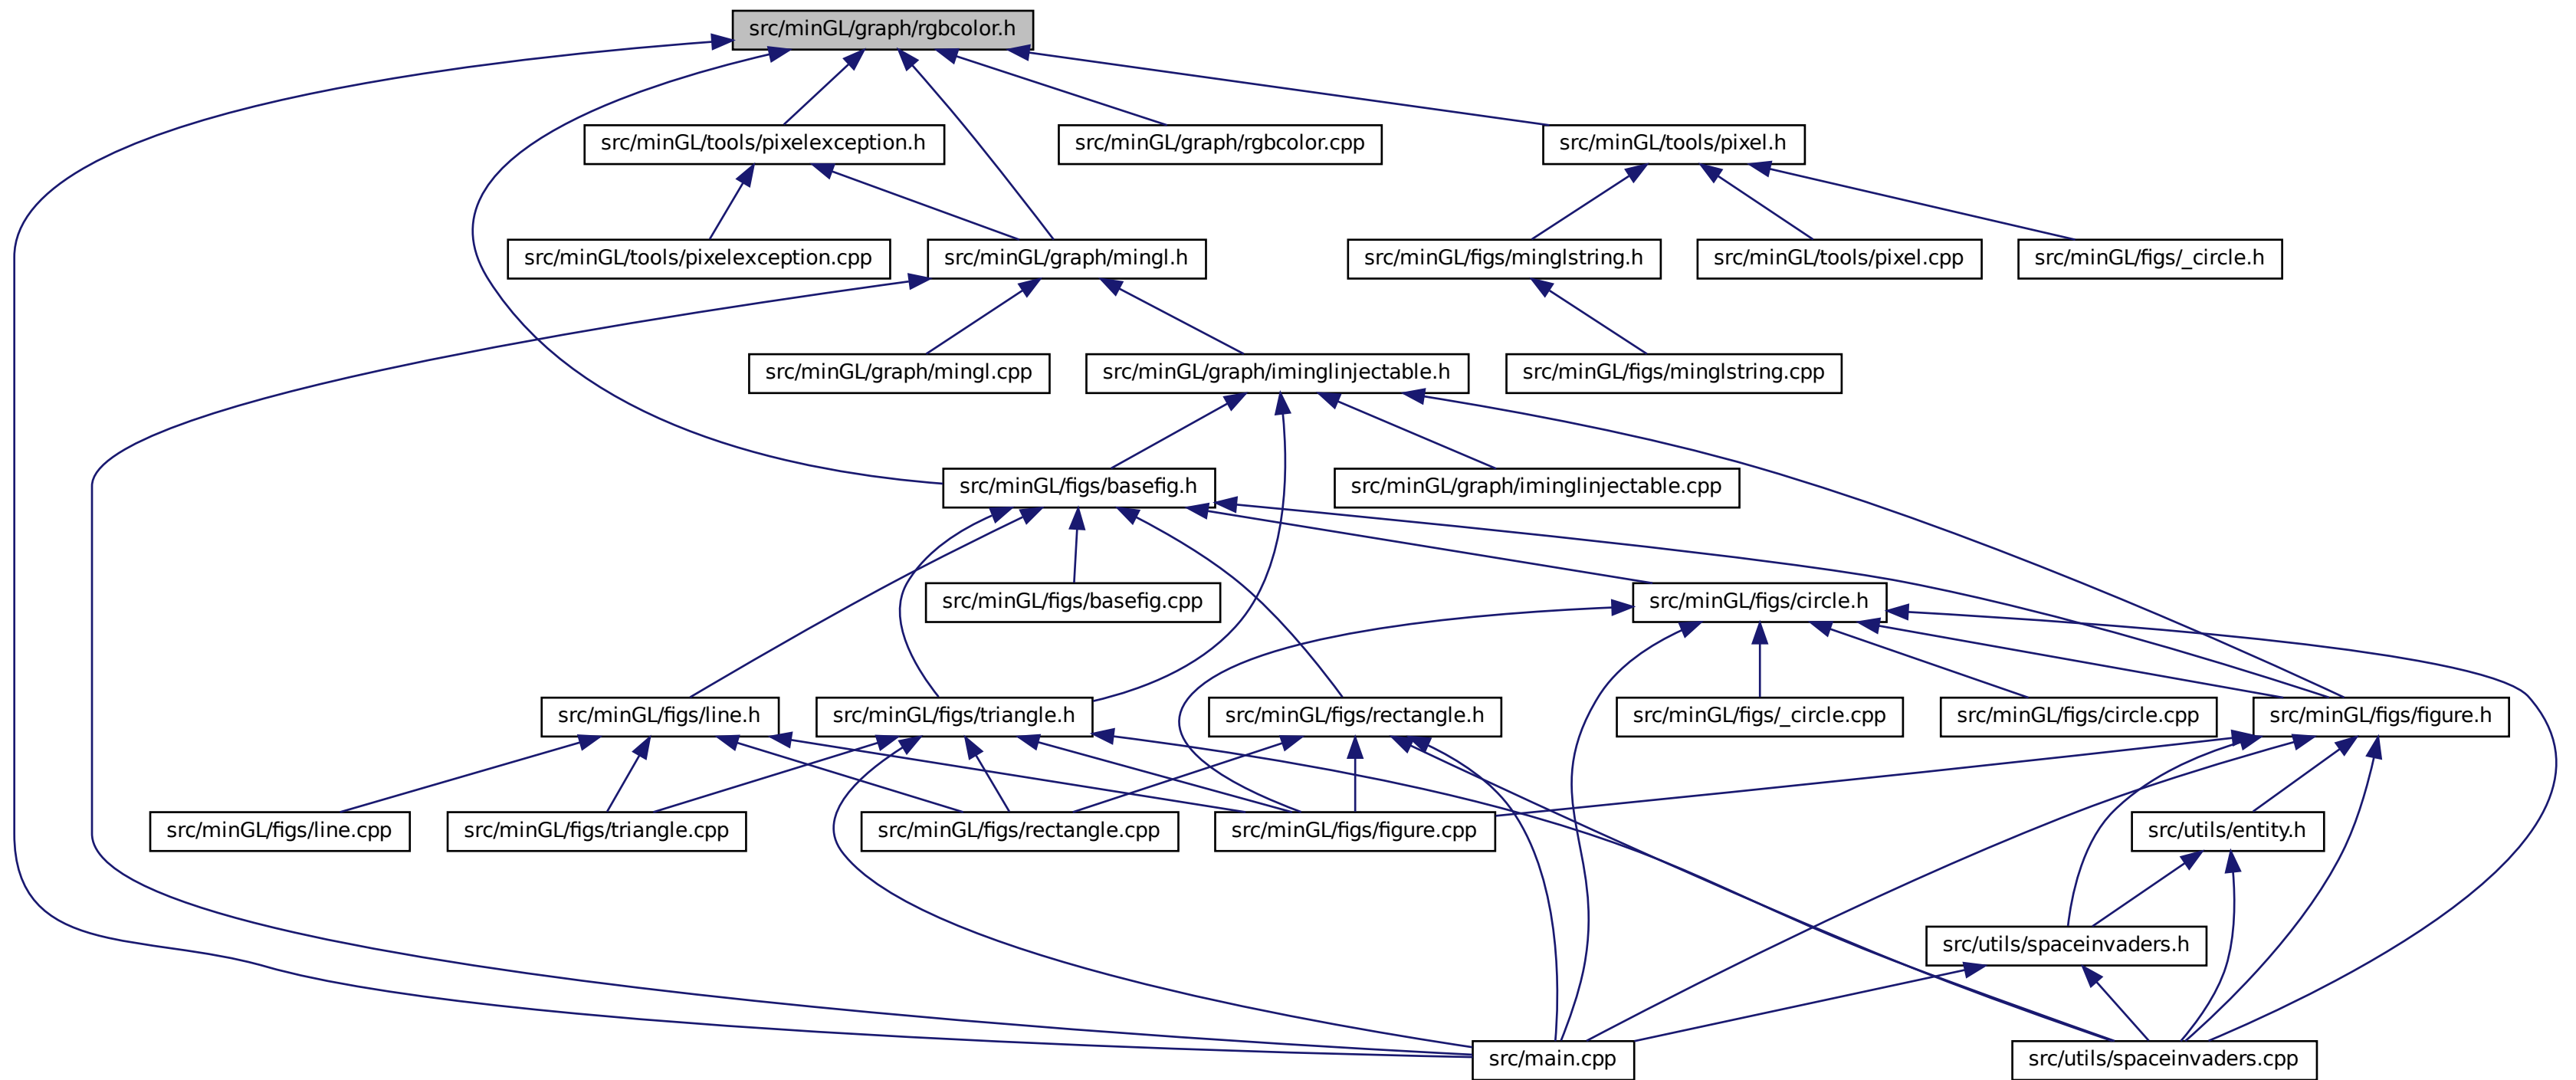 src/minGL/graph/rgbcolor.h
src/minGL/tools/pixelexception.h
src/minGL/graph/rgbcolor.cpp
src/minGL/tools/pixel.h
src/minGL/tools/pixelexception.cpp
src/minGL/graph/mingl.h
src/minGL/figs/minglstring.h
src/minGL/tools/pixel.cpp
src/minGL/figs/_circle.h
src/minGL/graph/mingl.cpp
src/minGL/graph/iminglinjectable.h
src/minGL/figs/minglstring.cpp
src/minGL/figs/basefig.h
src/minGL/graph/iminglinjectable.cpp
src/minGL/figs/basefig.cpp
src/minGL/figs/circle.h
src/minGL/figs/line.h
src/minGL/figs/triangle.h
src/minGL/figs/rectangle.h
src/minGL/figs/_circle.cpp
src/minGL/figs/circle.cpp
src/minGL/figs/figure.h
src/minGL/figs/line.cpp
src/minGL/figs/triangle.cpp
src/minGL/figs/rectangle.cpp
src/minGL/figs/figure.cpp
src/utils/entity.h
src/utils/spaceinvaders.h
src/main.cpp
src/utils/spaceinvaders.cpp